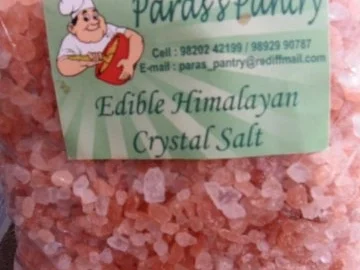 Paras's Pantry
Cell : 98202 42199 / 98929 90787
E-mail : paras_pantry@rediffmail.com
Edible Himalayan
Crystal Salt